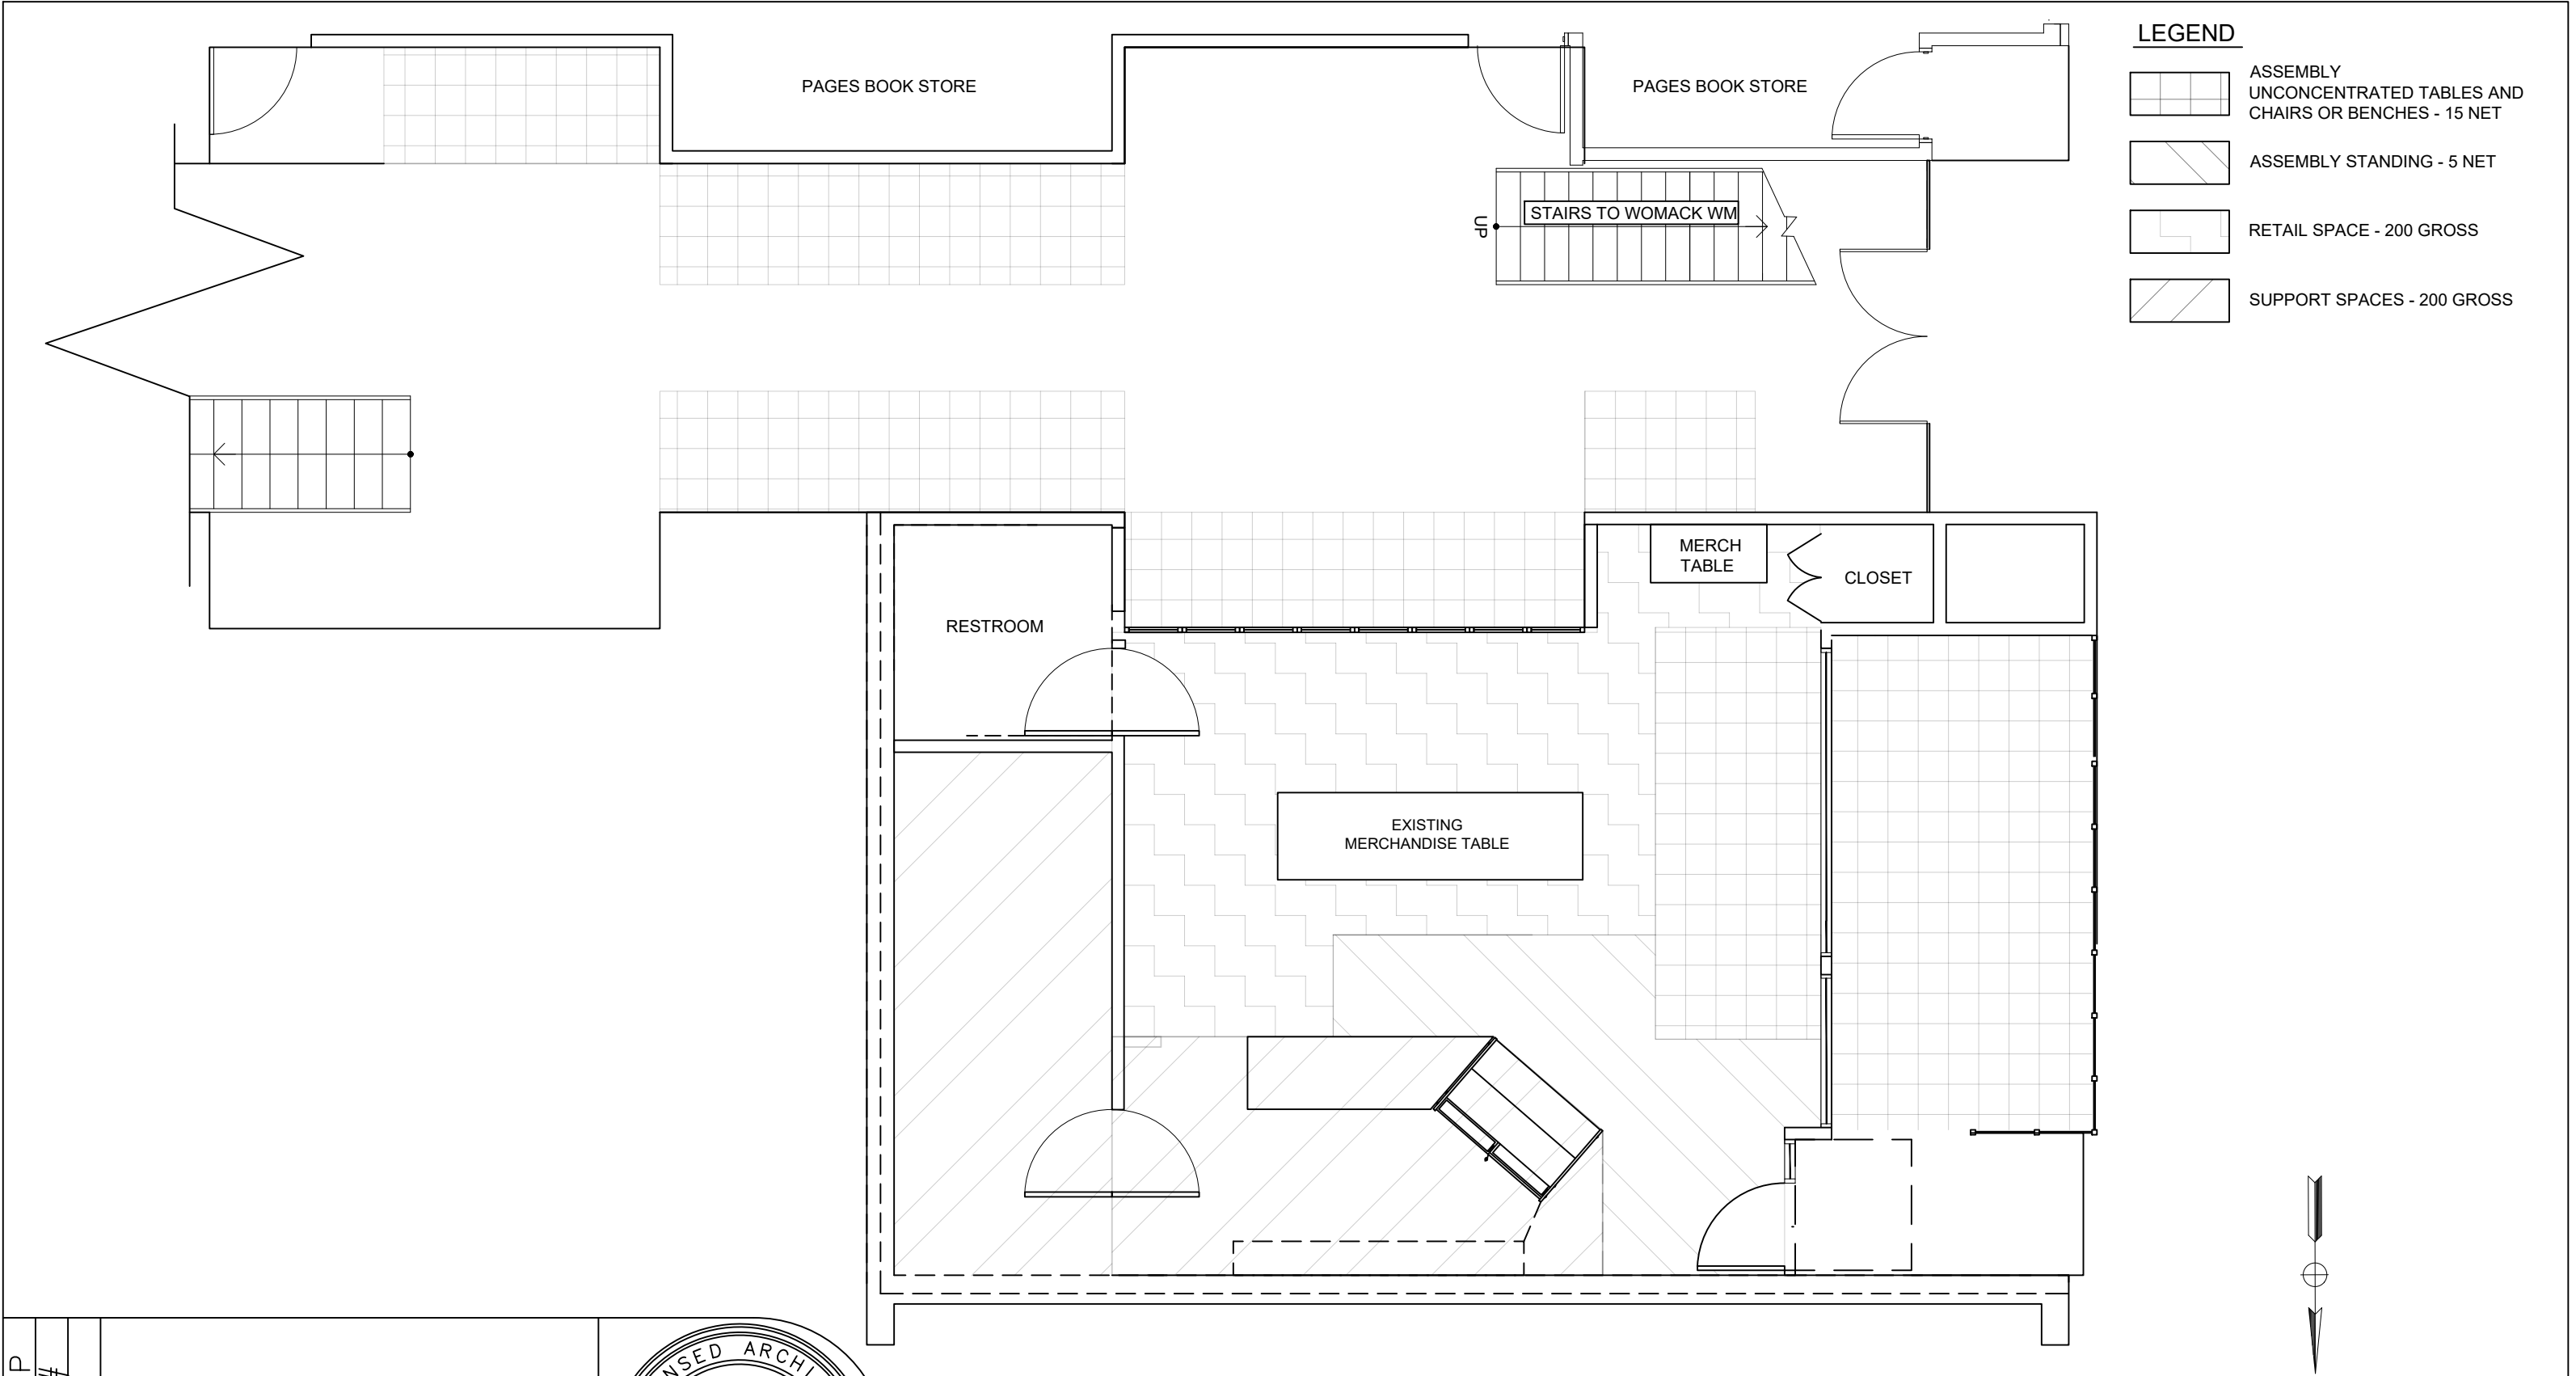 LEGEND
ASSEMBLY
UNCONCENTRATED TABLES AND
CHAIRS OR BENCHES - 15 NET
ASSEMBLY STANDING - 5 NET
RETAIL SPACE - 200 GROSS
SUPPORT SPACES - 200 GROSS
PAGES BOOK STORE
PAGES BOOK STORE
UP
STAIRS TO WOMACK WM
MERCH
TABLE
CLOSET
RESTROOM
EXISTING
MERCHANDISE TABLE
P
#